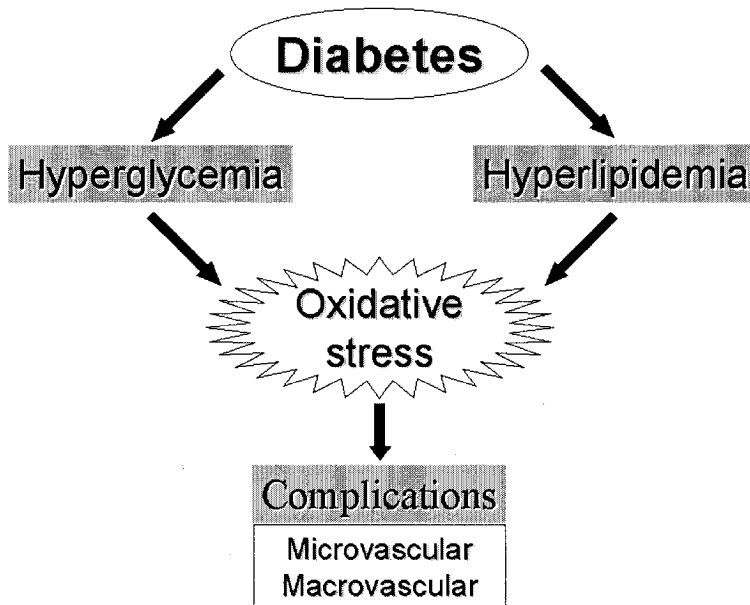 Diabetes
Hyperglycemia
Hyperlipidemia
Oxidative
stress
Complications
Microvascular
Macrovascular